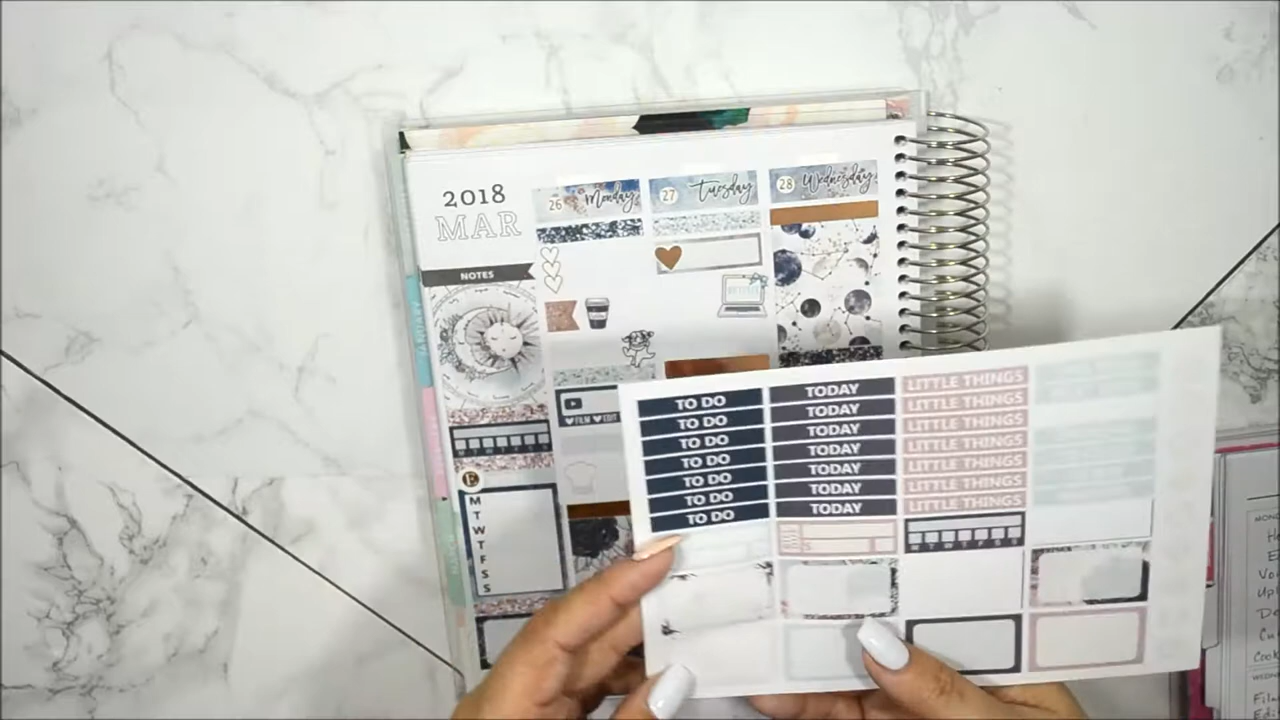 2018
MAR
26 Monday
27 Tuesday
28 Wednesday
NOTES
FILM EDIT
E
M
T
W
T
F
S
S
TO DO
TO DO
TO DO
TO DO
TO DO
TO DO
TO DO
TODAY
TODAY
TODAY
TODAY
TODAY
TODAY
TODAY
LITTLE THINGS
LITTLE THINGS
LITTLE THINGS
LITTLE THINGS
LITTLE THINGS
LITTLE THINGS
LITTLE THINGS
M T W T F S S